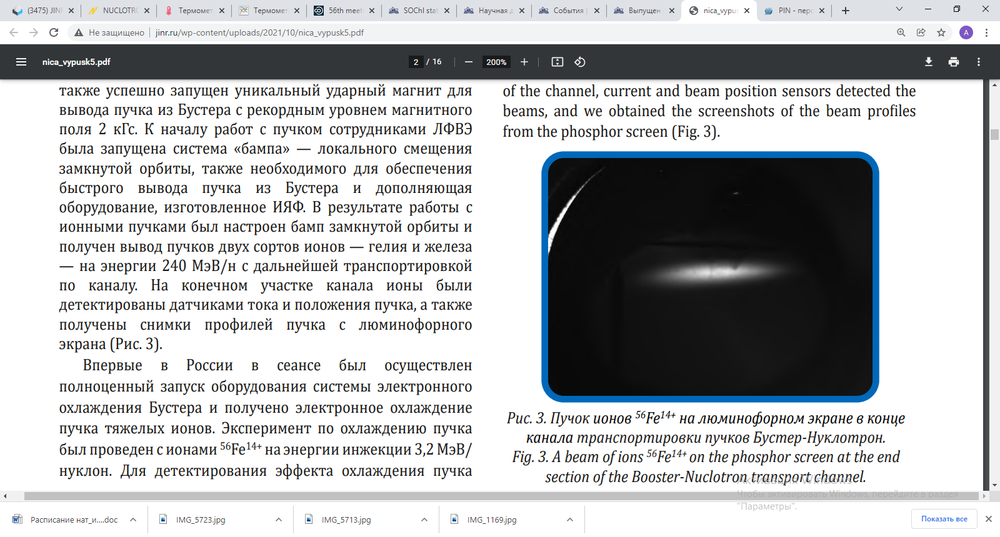 (3475) JINR
NUCLOTRO
Термомет
Термомет
56th meet
SOChI stat
Научная д
События |
Выпущен
nica_vypus
PIN - перс
Не защищено
jinr.ru/wp-content/uploads/2021/10/nica_vypusk5.pdf
A
nica_vypusk5.pdf
2 / 16
200%
также успешно запущен уникальный ударный магнит для
вывода пучка из Бустера с рекордным уровнем магнитного
поля 2 кГс. К началу работ с пучком сотрудниками ЛФВЭ
была запущена система «бампа» — локального смещения
замкнутой орбиты, также необходимого для обеспечения
быстрого вывода пучка из Бустера и дополняющая
оборудование, изготовленное ИЯФ. В результате работы с
ионными пучками был настроен бамп замкнутой орбиты и
получен вывод пучков двух сортов ионов — гелия и железа
— на энергии 240 МэВ/н с дальнейшей транспортировкой
по каналу. На конечном участке канала ионы были
детектированы датчиками тока и положения пучка, а также
получены снимки профилей пучка с люминофорного
экрана (Рис. 3).
Впервые в России в сеансе был осуществлен
полноценный запуск оборудования системы электронного
охлаждения Бустера и получено электронное охлаждение
пучка тяжелых ионов. Эксперимент по охлаждению пучка
был проведен с ионами ⁵⁶Fe¹⁴⁺ на энергии инжекции 3,2 МэВ/
нуклон. Для детектирования эффекта охлаждения пучка
of the channel, current and beam position sensors detected the
beams, and we obtained the screenshots of the beam profiles
from the phosphor screen (Fig. 3).
Рис. 3. Пучок ионов ⁵⁶Fe¹⁴⁺ на люминофорном экране в конце
канала транспортировки пучков Бустер-Нуклотрон.
Fig. 3. A beam of ions ⁵⁶Fe¹⁴⁺ on the phosphor screen at the end
section of the Booster-Nuclotron transport channel.
Активация Windows
Чтобы активировать Windows, перейдите в раздел
"Параметры".
Расписание нат_и....doc
IMG_5723.jpg
IMG_5713.jpg
IMG_1169.jpg
Показать все